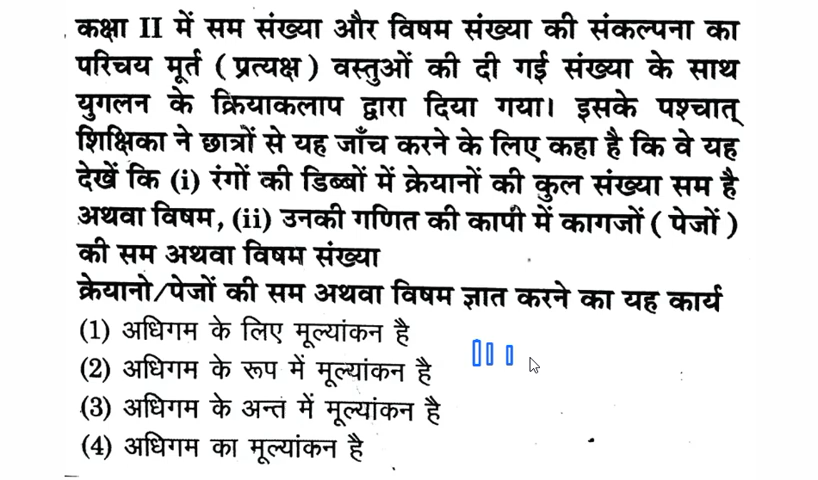 कक्षा II में सम संख्या और विषम संख्या की संकल्पना का
परिचय मूर्त ( प्रत्यक्ष ) वस्तुओं की दी गई संख्या के साथ
युगलन के क्रियाकलाप द्वारा दिया गया। इसके पश्चात्
शिक्षिका ने छात्रों से यह जाँच करने के लिए कहा है कि वे यह
देखें कि (i) रंगों की डिब्बों में क्रेयानों की कुल संख्या सम है
अथवा विषम, (ii) उनकी गणित की कापी में कागजों ( पेजों )
की सम अथवा विषम संख्या
क्रेयानो/पेजों की सम अथवा विषम ज्ञात करने का यह कार्य
(1) अधिगम के लिए मूल्यांकन है
(2) अधिगम के रूप में मूल्यांकन है
(3) अधिगम के अन्त में मूल्यांकन है
(4) अधिगम का मूल्यांकन है